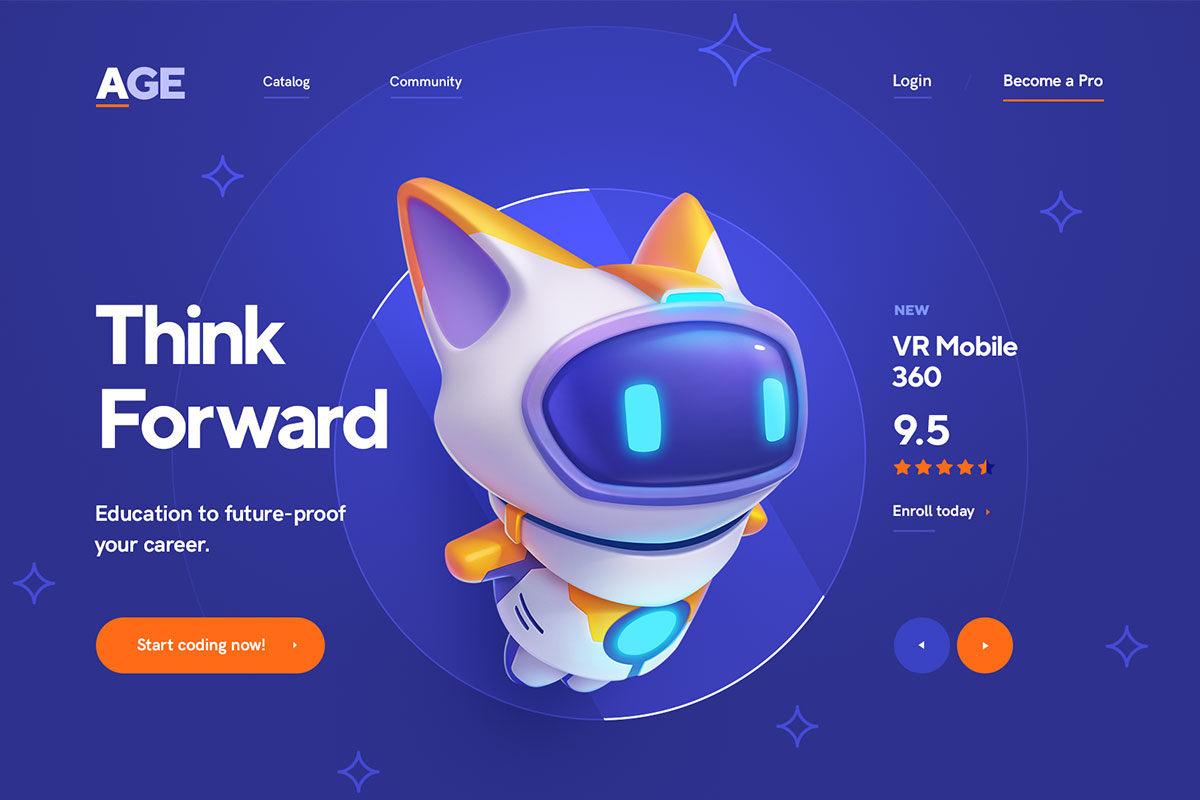 AGE
Catalog
Community
Login
/
Become a Pro
Think
Forward
Education to future-proof
your career.
Start coding now!
NEW
VR Mobile
360
9.5
Enroll today